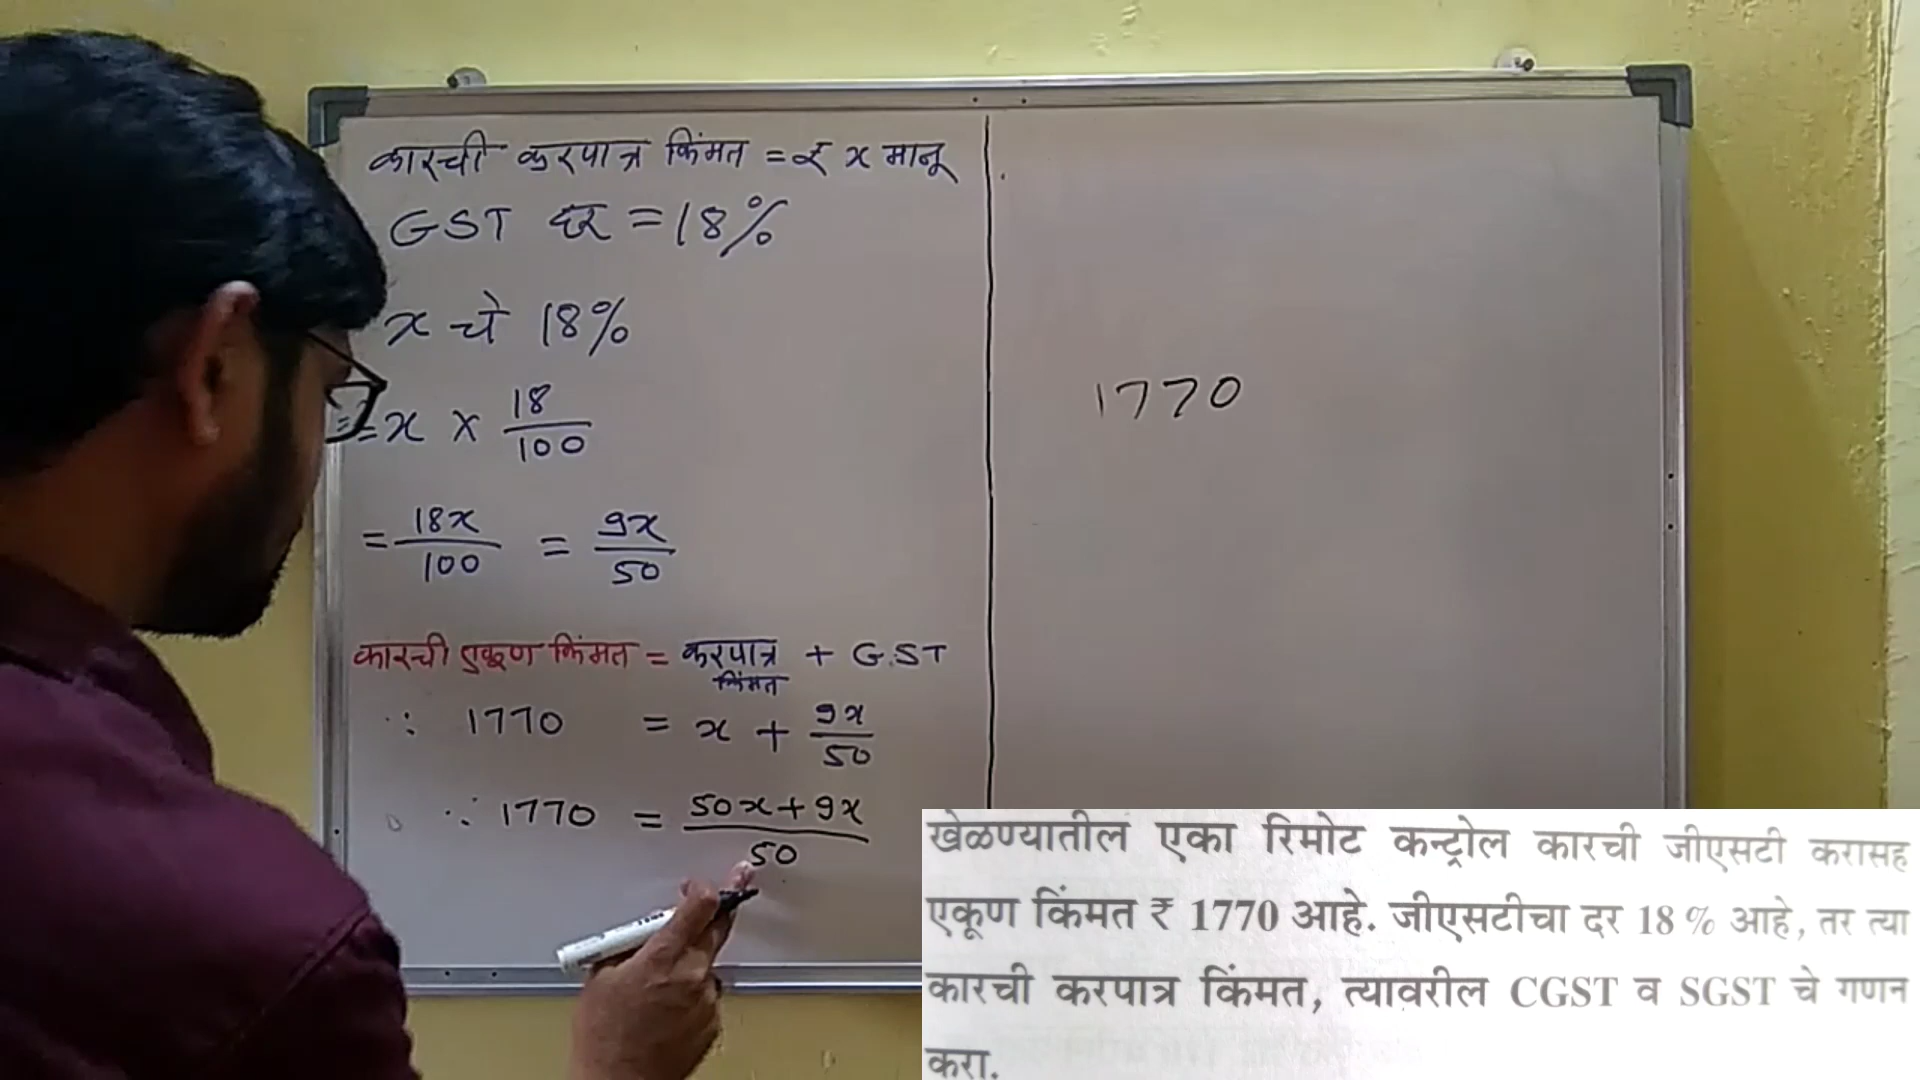 कारची करपात्र किंमत = ₹ x मानू
GST दर = 18%
x चे 18%
= x × 18/100
= 18x/100 = 9x/50
कारची एकूण किंमत = करपात्र किंमत + GST
∴ 1770 = x + 9x/50
∴ 1770 = 50x+9x/50
1770
खेळण्यातील एका रिमोट कन्ट्रोल कारची जीएसटी करासह
एकूण किंमत ₹ 1770 आहे. जीएसटीचा दर 18 % आहे, तर त्या
कारची करपात्र किंमत, त्यावरील CGST व SGST चे गणन
करा.